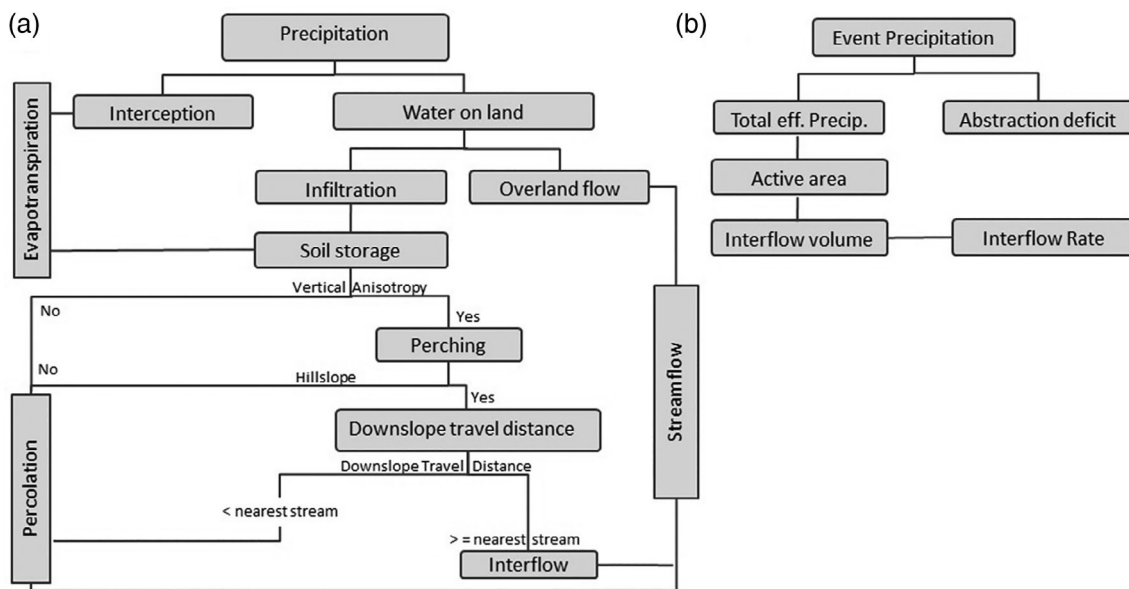 (a)
Precipitation
Interception
Water on land
Evapotranspiration
Infiltration
Overland flow
Soil storage
Vertical Anisotropy
No
Yes
Perching
No
Hillslope
Yes
Downslope travel distance
Downslope Travel Distance
< nearest stream
> = nearest stream
Interflow
Percolation
Streamflow
(b)
Event Precipitation
Total eff. Precip.
Abstraction deficit
Active area
Interflow volume
Interflow Rate